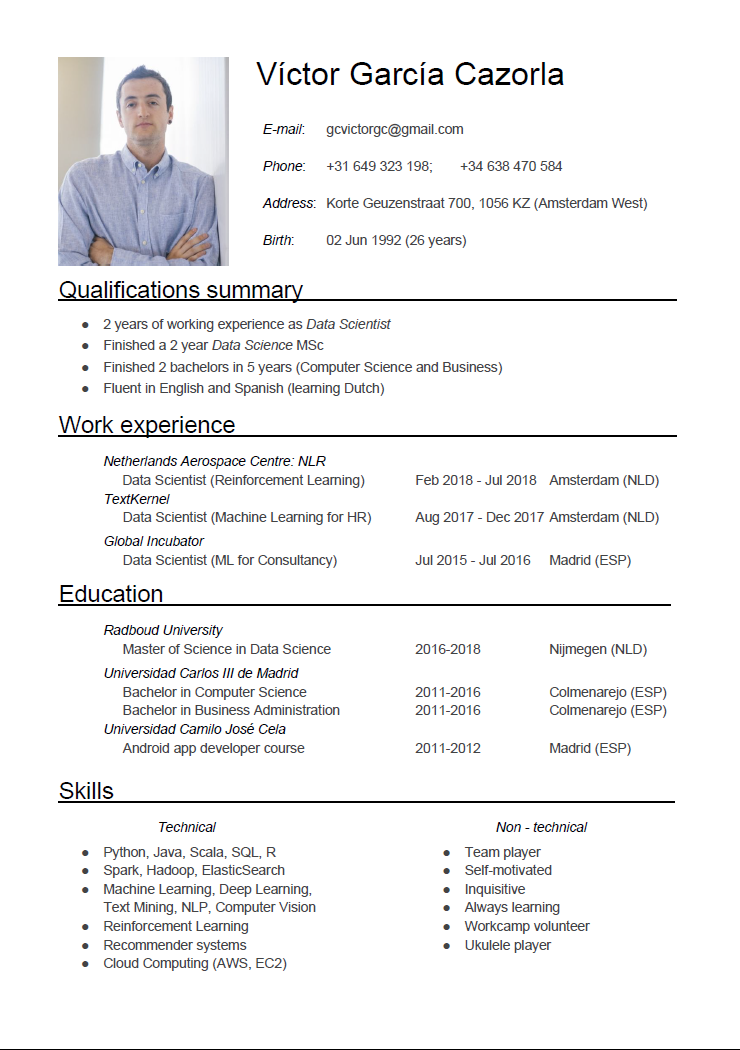 Víctor García Cazorla
E-mail: gcvictorgc@gmail.com
Phone: +31 649 323 198; +34 638 470 584
Address: Korte Geuzenstraat 700, 1056 KZ (Amsterdam West)
Birth: 02 Jun 1992 (26 years)
Qualifications summary
● 2 years of working experience as Data Scientist
● Finished a 2 year Data Science MSc
● Finished 2 bachelors in 5 years (Computer Science and Business)
● Fluent in English and Spanish (learning Dutch)
Work experience
Netherlands Aerospace Centre: NLR
Data Scientist (Reinforcement Learning) Feb 2018 - Jul 2018 Amsterdam (NLD)
TextKernel
Data Scientist (Machine Learning for HR) Aug 2017 - Dec 2017 Amsterdam (NLD)
Global Incubator
Data Scientist (ML for Consultancy) Jul 2015 - Jul 2016 Madrid (ESP)
Education
Radboud University
Master of Science in Data Science 2016-2018 Nijmegen (NLD)
Universidad Carlos III de Madrid
Bachelor in Computer Science 2011-2016 Colmenarejo (ESP)
Bachelor in Business Administration 2011-2016 Colmenarejo (ESP)
Universidad Camilo José Cela
Android app developer course 2011-2012 Madrid (ESP)
Skills
Technical
● Python, Java, Scala, SQL, R
● Spark, Hadoop, ElasticSearch
● Machine Learning, Deep Learning,
Text Mining, NLP, Computer Vision
● Reinforcement Learning
● Recommender systems
● Cloud Computing (AWS, EC2)
Non - technical
● Team player
● Self-motivated
● Inquisitive
● Always learning
● Workcamp volunteer
● Ukulele player